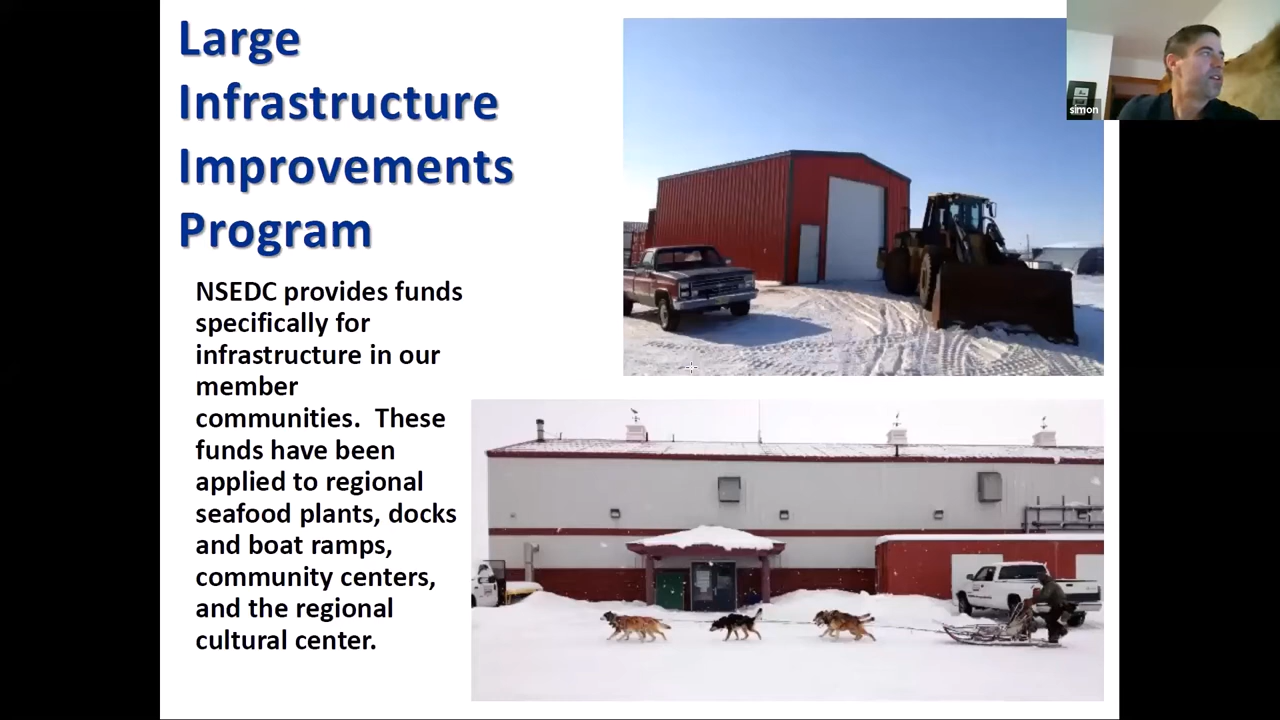 Large
Infrastructure
Improvements
Program
NSEDC provides funds
specifically for
infrastructure in our
member
communities.  These
funds have been
applied to regional
seafood plants, docks
and boat ramps,
community centers,
and the regional
cultural center.
simon